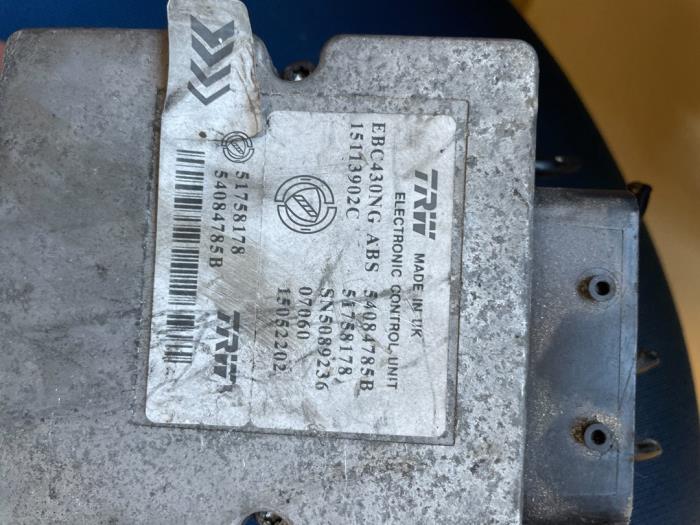 TRW MADE IN UK
ELECTRONIC CONTROL UNIT
EBC430NG ABS 54084785B
15113902C 51758178
SN5089236
07060
15052202
51758178
54084785B
TRW